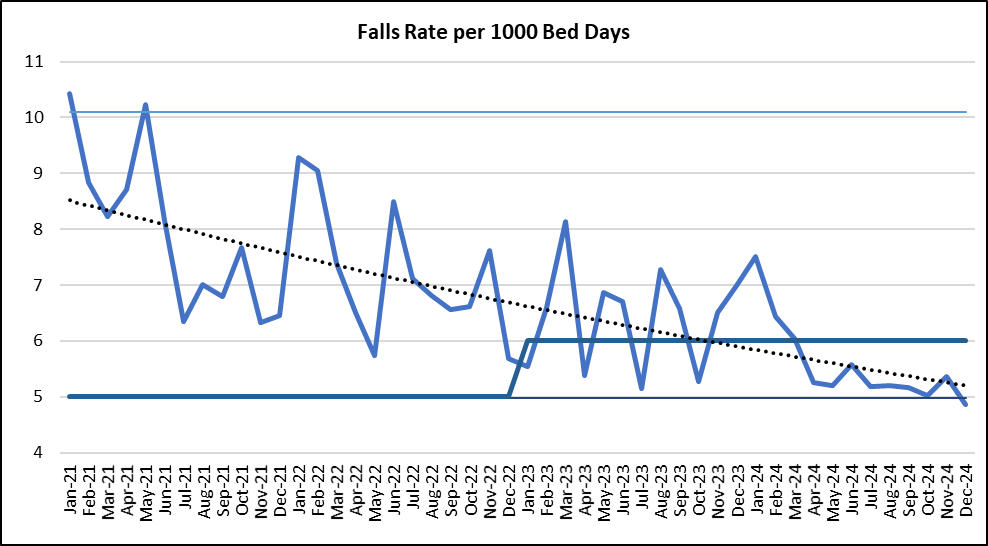 Falls Rate per 1000 Bed Days
11
10
9
8
7
6
5
4
Jan-21
Feb-21
Mar-21
Apr-21
May-21
Jun-21
Jul-21
Aug-21
Sep-21
Oct-21
Nov-21
Dec-21
Jan-22
Feb-22
Mar-22
Apr-22
May-22
Jun-22
Jul-22
Aug-22
Sep-22
Oct-22
Nov-22
Dec-22
Jan-23
Feb-23
Mar-23
Apr-23
May-23
Jun-23
Jul-23
Aug-23
Sep-23
Oct-23
Nov-23
Dec-23
Jan-24
Feb-24
Mar-24
Apr-24
May-24
Jun-24
Jul-24
Aug-24
Sep-24
Oct-24
Nov-24
Dec-24